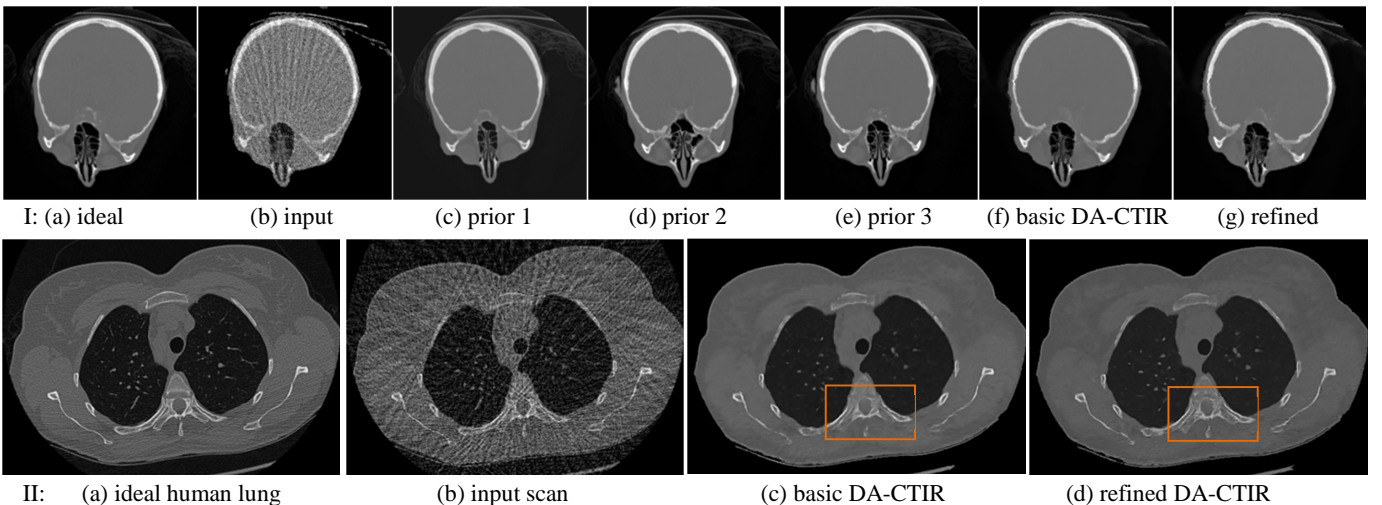 I: (a) ideal (b) input (c) prior 1 (d) prior 2 (e) prior 3 (f) basic DA-CTIR (g) refined
II: (a) ideal human lung (b) input scan (c) basic DA-CTIR (d) refined DA-CTIR